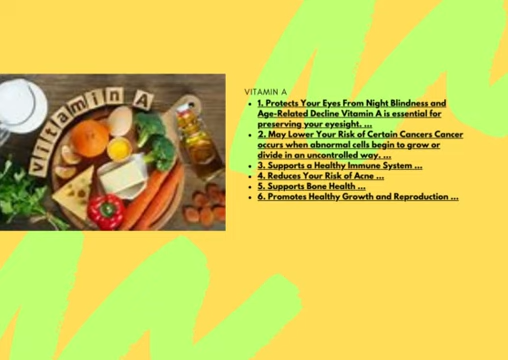 vitamin A
VITAMIN A
• 1. Protects Your Eyes From Night Blindness and
Age-Related Decline Vitamin A is essential for
preserving your eyesight. ...
• 2. May Lower Your Risk of Certain Cancers Cancer
occurs when abnormal cells begin to grow or
divide in an uncontrolled way. ...
• 3. Supports a Healthy Immune System ...
• 4. Reduces Your Risk of Acne ...
• 5. Supports Bone Health ...
• 6. Promotes Healthy Growth and Reproduction ...